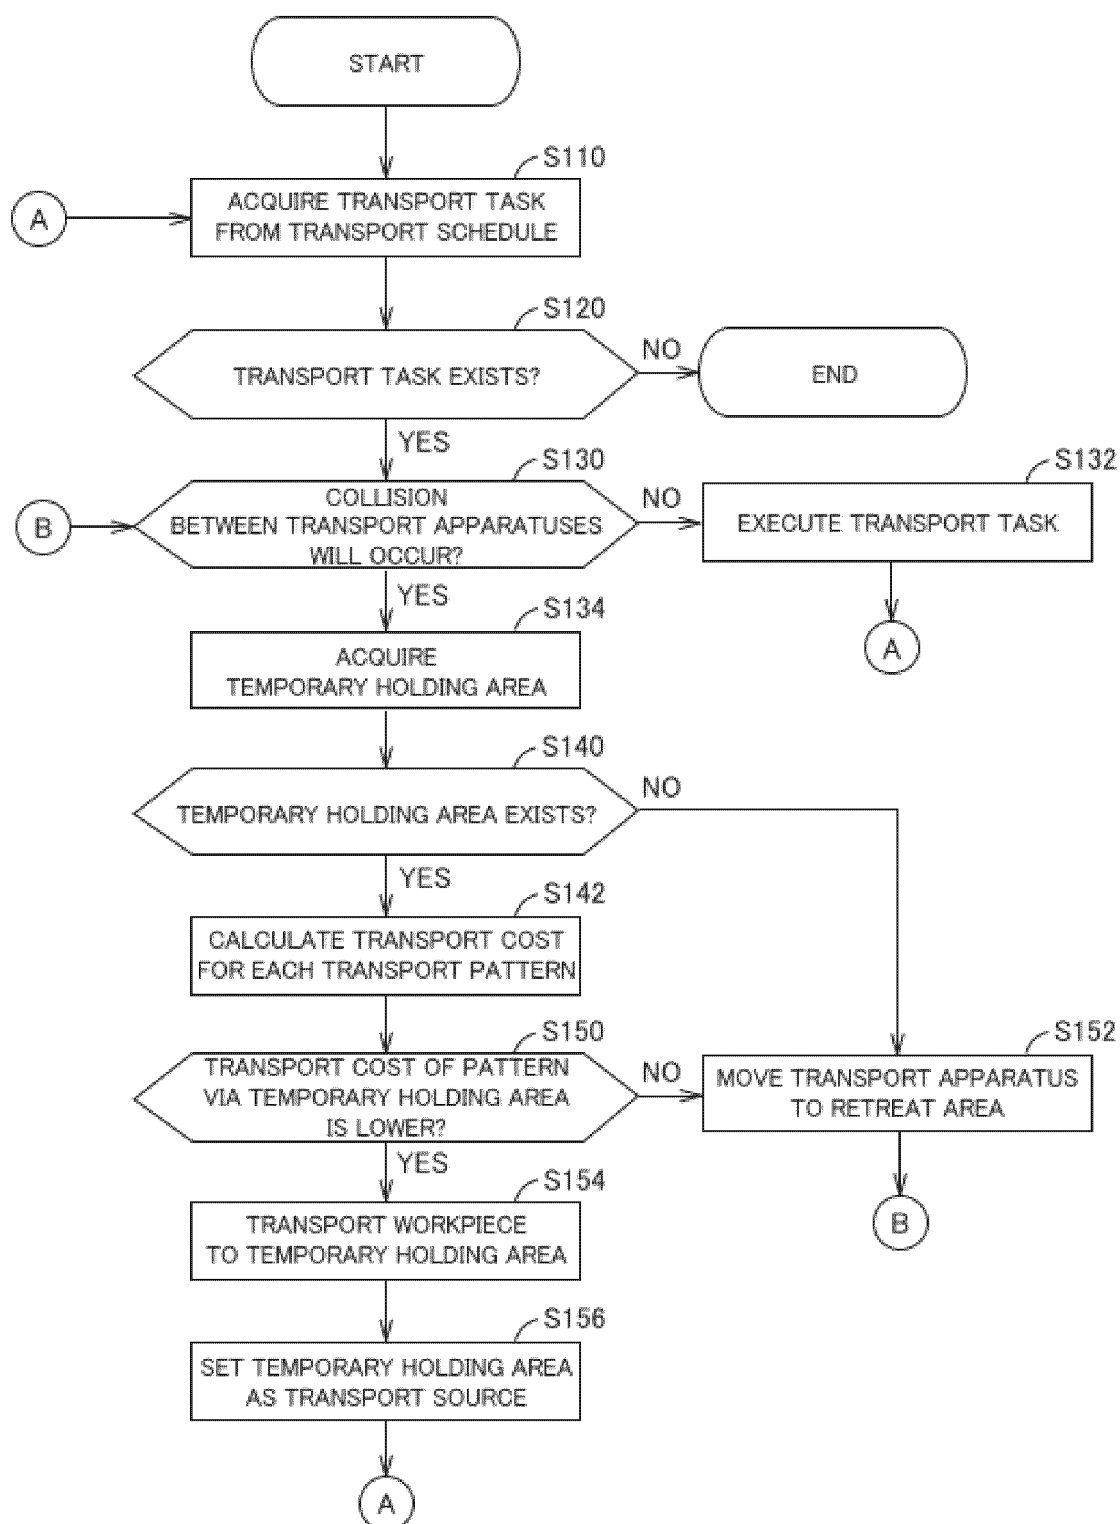 START
S110
ACQUIRE TRANSPORT TASK
FROM TRANSPORT SCHEDULE
A
S120
TRANSPORT TASK EXISTS?
NO
END
YES
S130
COLLISION
BETWEEN TRANSPORT APPARATUSES
WILL OCCUR?
B
NO
S132
EXECUTE TRANSPORT TASK
A
YES
S134
ACQUIRE
TEMPORARY HOLDING AREA
S140
TEMPORARY HOLDING AREA EXISTS?
NO
YES
S142
CALCULATE TRANSPORT COST
FOR EACH TRANSPORT PATTERN
S150
TRANSPORT COST OF PATTERN
VIA TEMPORARY HOLDING AREA
IS LOWER?
NO
S152
MOVE TRANSPORT APPARATUS
TO RETREAT AREA
B
YES
S154
TRANSPORT WORKPIECE
TO TEMPORARY HOLDING AREA
S156
SET TEMPORARY HOLDING AREA
AS TRANSPORT SOURCE
A